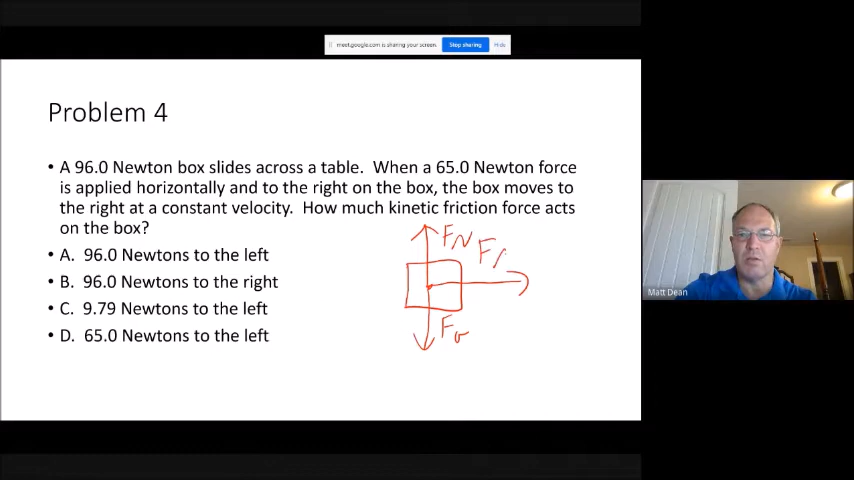 meet.google.com is sharing your screen.
Stop sharing
Hide
Problem 4
• A 96.0 Newton box slides across a table. When a 65.0 Newton force
is applied horizontally and to the right on the box, the box moves to
the right at a constant velocity. How much kinetic friction force acts
on the box?
• A. 96.0 Newtons to the left
• B. 96.0 Newtons to the right
• C. 9.79 Newtons to the left
• D. 65.0 Newtons to the left
FN
FG
Matt Dean